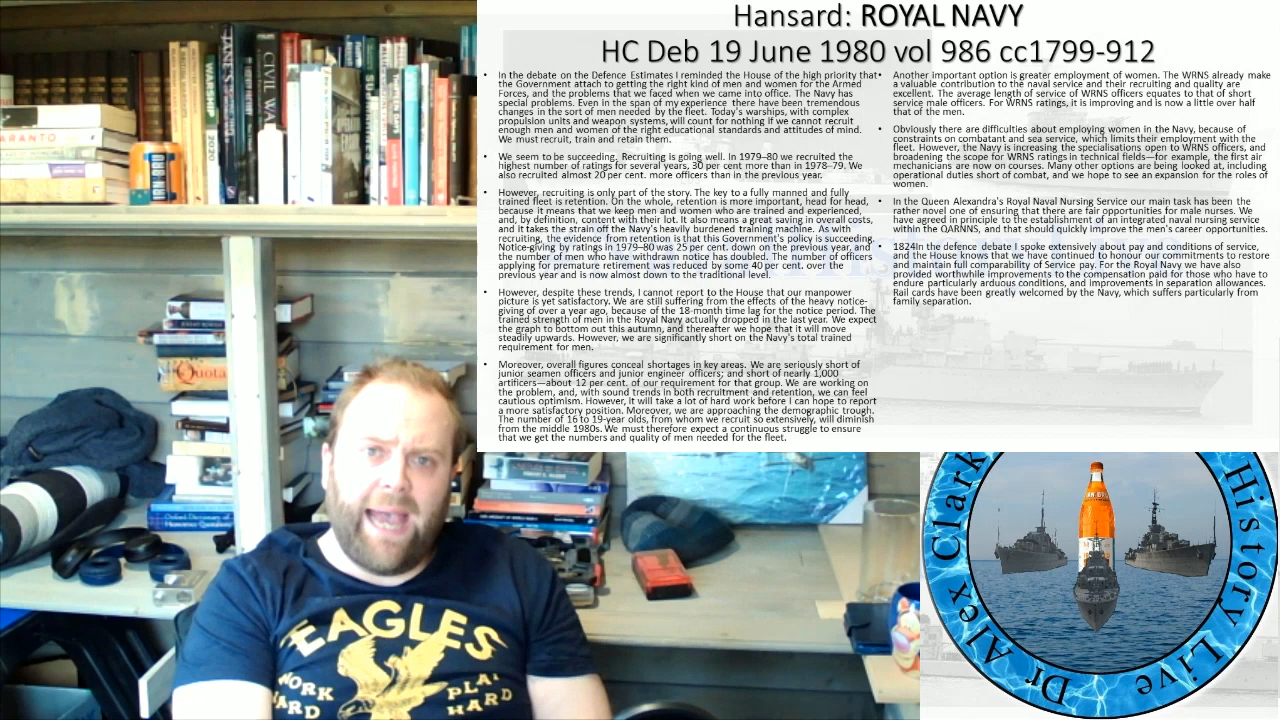 Hansard: ROYAL NAVY
HC Deb 19 June 1980 vol 986 cc1799-912
• In the debate on the Defence Estimates I reminded the House of the high priority that
the Government attach to getting the right kind of men and women for the Armed
Forces, and the problems that we faced when we came into office. The Navy has
special problems. Even in the span of my experience there have been tremendous
changes in the sort of men needed by the fleet. Today's warships, with complex
propulsion units and weapon systems, will count for nothing if we cannot recruit
enough men and women of the right educational standards and attitudes of mind.
We must recruit, train and retain them.
• We seem to be succeeding. Recruiting is going well. In 1979–80 we recruited the
highest number of ratings for several years, 30 per cent. more than in 1978–79. We
also recruited almost 20 per cent. more officers than in the previous year.
• However, recruiting is only part of the story. The key to a fully manned and fully
trained fleet is retention. On the whole, retention is more important, head for head,
because it means that we keep men and women who are trained and experienced,
and, by definition, content with their lot. It also means a great saving in overall costs,
and it takes the strain off the Navy's heavily burdened training machine. As with
recruiting, the evidence from retention is that this Government's policy is succeeding.
Notice-giving by ratings in 1979–80 was 25 per cent. down on the previous year, and
the number of men who have withdrawn notice has doubled. The number of officers
applying for premature retirement was reduced by some 40 per cent. over the
previous year and is now almost down to the traditional level.
• However, despite these trends, I cannot report to the House that our manpower
picture is yet satisfactory. We are still suffering from the effects of the heavy notice-
giving of over a year ago, because of the 18-month time lag for the notice period. The
trained strength of men in the Royal Navy actually dropped in the last year. We expect
the graph to bottom out this autumn, and thereafter we hope that it will move
steadily upwards. However, we are significantly short on the Navy's total trained
requirement for men.
• Moreover, overall figures conceal shortages in key areas. We are seriously short of
junior seamen officers and junior engineer officers; and short of nearly 1,000
artificers—about 12 per cent. of our requirement for that group. We are working on
the problem, and, with sound trends in both recruitment and retention, we can feel
cautious optimism. However, it will take a lot of hard work before I can hope to report
a more satisfactory position. Moreover, we are approaching the demographic trough.
The number of 16 to 19-year olds, from whom we recruit so extensively, will diminish
from the middle 1980s. We must therefore expect a continuous struggle to ensure
that we get the numbers and quality of men needed for the fleet.
• Another important option is greater employment of women. The WRNS already make
a valuable contribution to the naval service and their recruiting and quality are
excellent. The average length of service of WRNS officers equates to that of short
service male officers. For WRNS ratings, it is improving and is now a little over half
that of the men.
• Obviously there are difficulties about employing women in the Navy, because of
constraints on combatant and sea service, which limits their employment with the
fleet. However, the Navy is increasing the specialisations open to WRNS officers, and
broadening the scope for WRNS ratings in technical fields—for example, the first air
mechanicians are now on courses. Many other options are being looked at, including
operational duties short of combat, and we hope to see an expansion for the roles of
women.
• In the Queen Alexandra's Royal Naval Nursing Service our main task has been the
rather novel one of ensuring that there are fair opportunities for male nurses. We
have agreed in principle to the establishment of an integrated naval nursing service
within the QARNNS, and that should quickly improve the men's career opportunities.
• 1824In the defence debate I spoke extensively about pay and conditions of service,
and the House knows that we have continued to honour our commitments to restore
and maintain full comparability of Service pay. For the Royal Navy we have also
provided worthwhile improvements to the compensation paid for those who have to
endure particularly arduous conditions, and improvements in separation allowances.
Rail cards have been greatly welcomed by the Navy, which suffers particularly from
family separation.
Dr Alex Clark
History Live
EAGLES
WORK PLAY
HARD HARD
TARANTO
JANE'S
CIVIL WAR
WARSHIP
2020
Quota